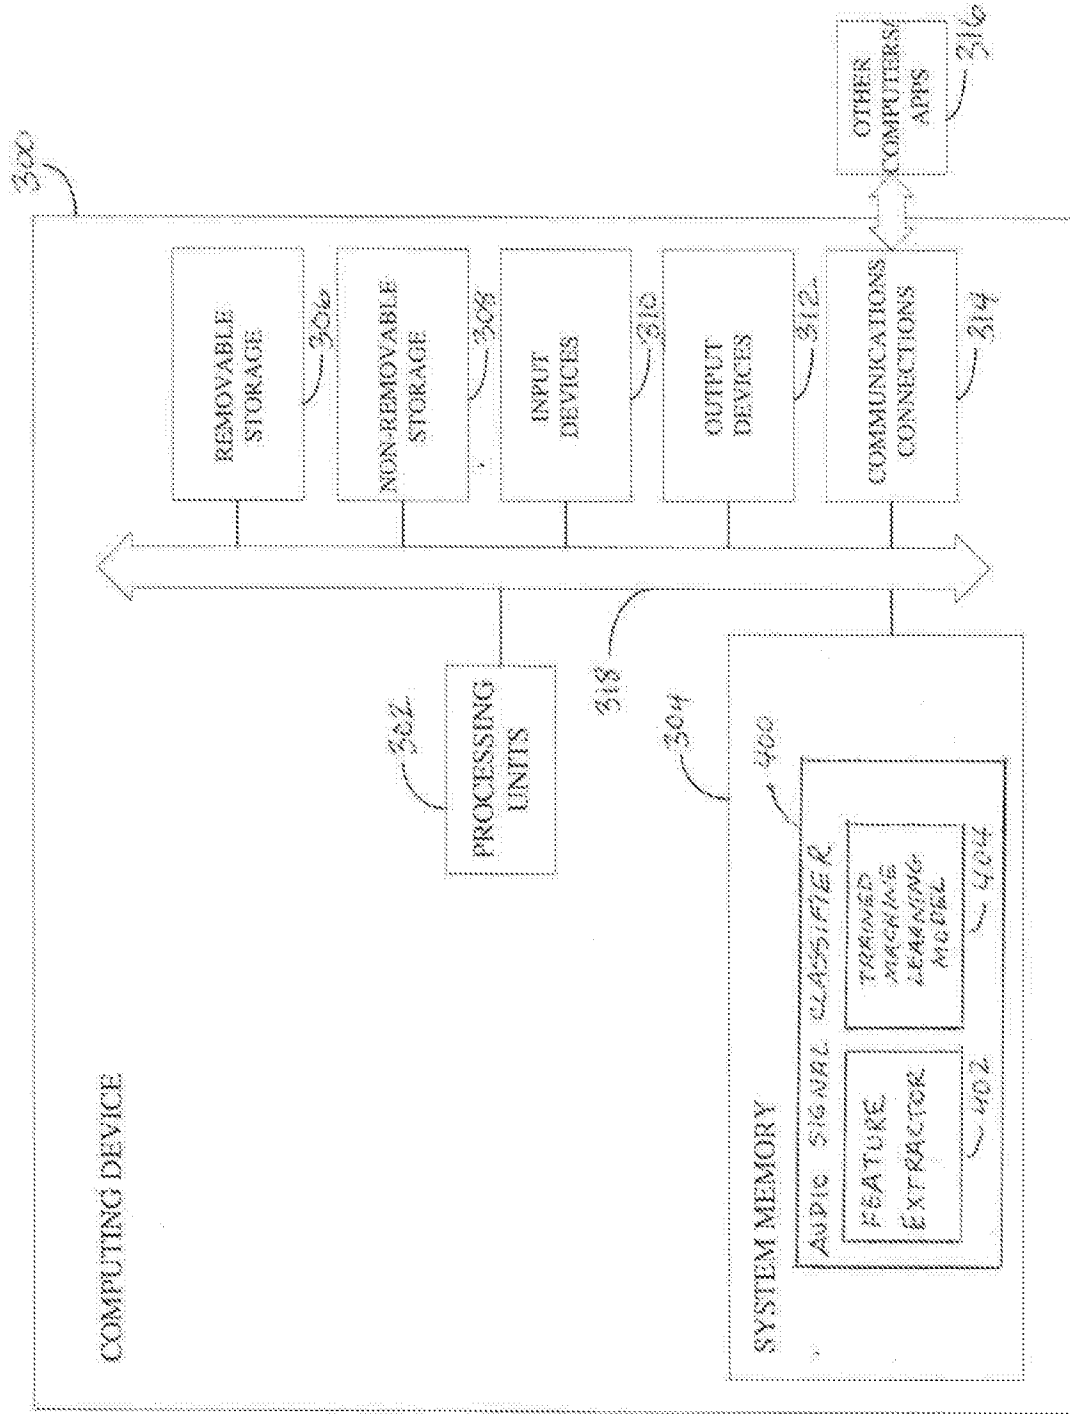 COMPUTING DEVICE
300
PROCESSING
UNITS
302
REMOVABLE
STORAGE
306
NON-REMOVABLE
STORAGE
308
INPUT
DEVICES
310
OUTPUT
DEVICES
312
COMMUNICATIONS
CONNECTIONS
314
OTHER
COMPUTERS/
APPS
316
318
SYSTEM MEMORY
304
AUDIO SIGNAL CLASSIFIER
400
FEATURE
EXTRACTOR
402
TRAINED
MACHINE
LEARNING
MODEL
404